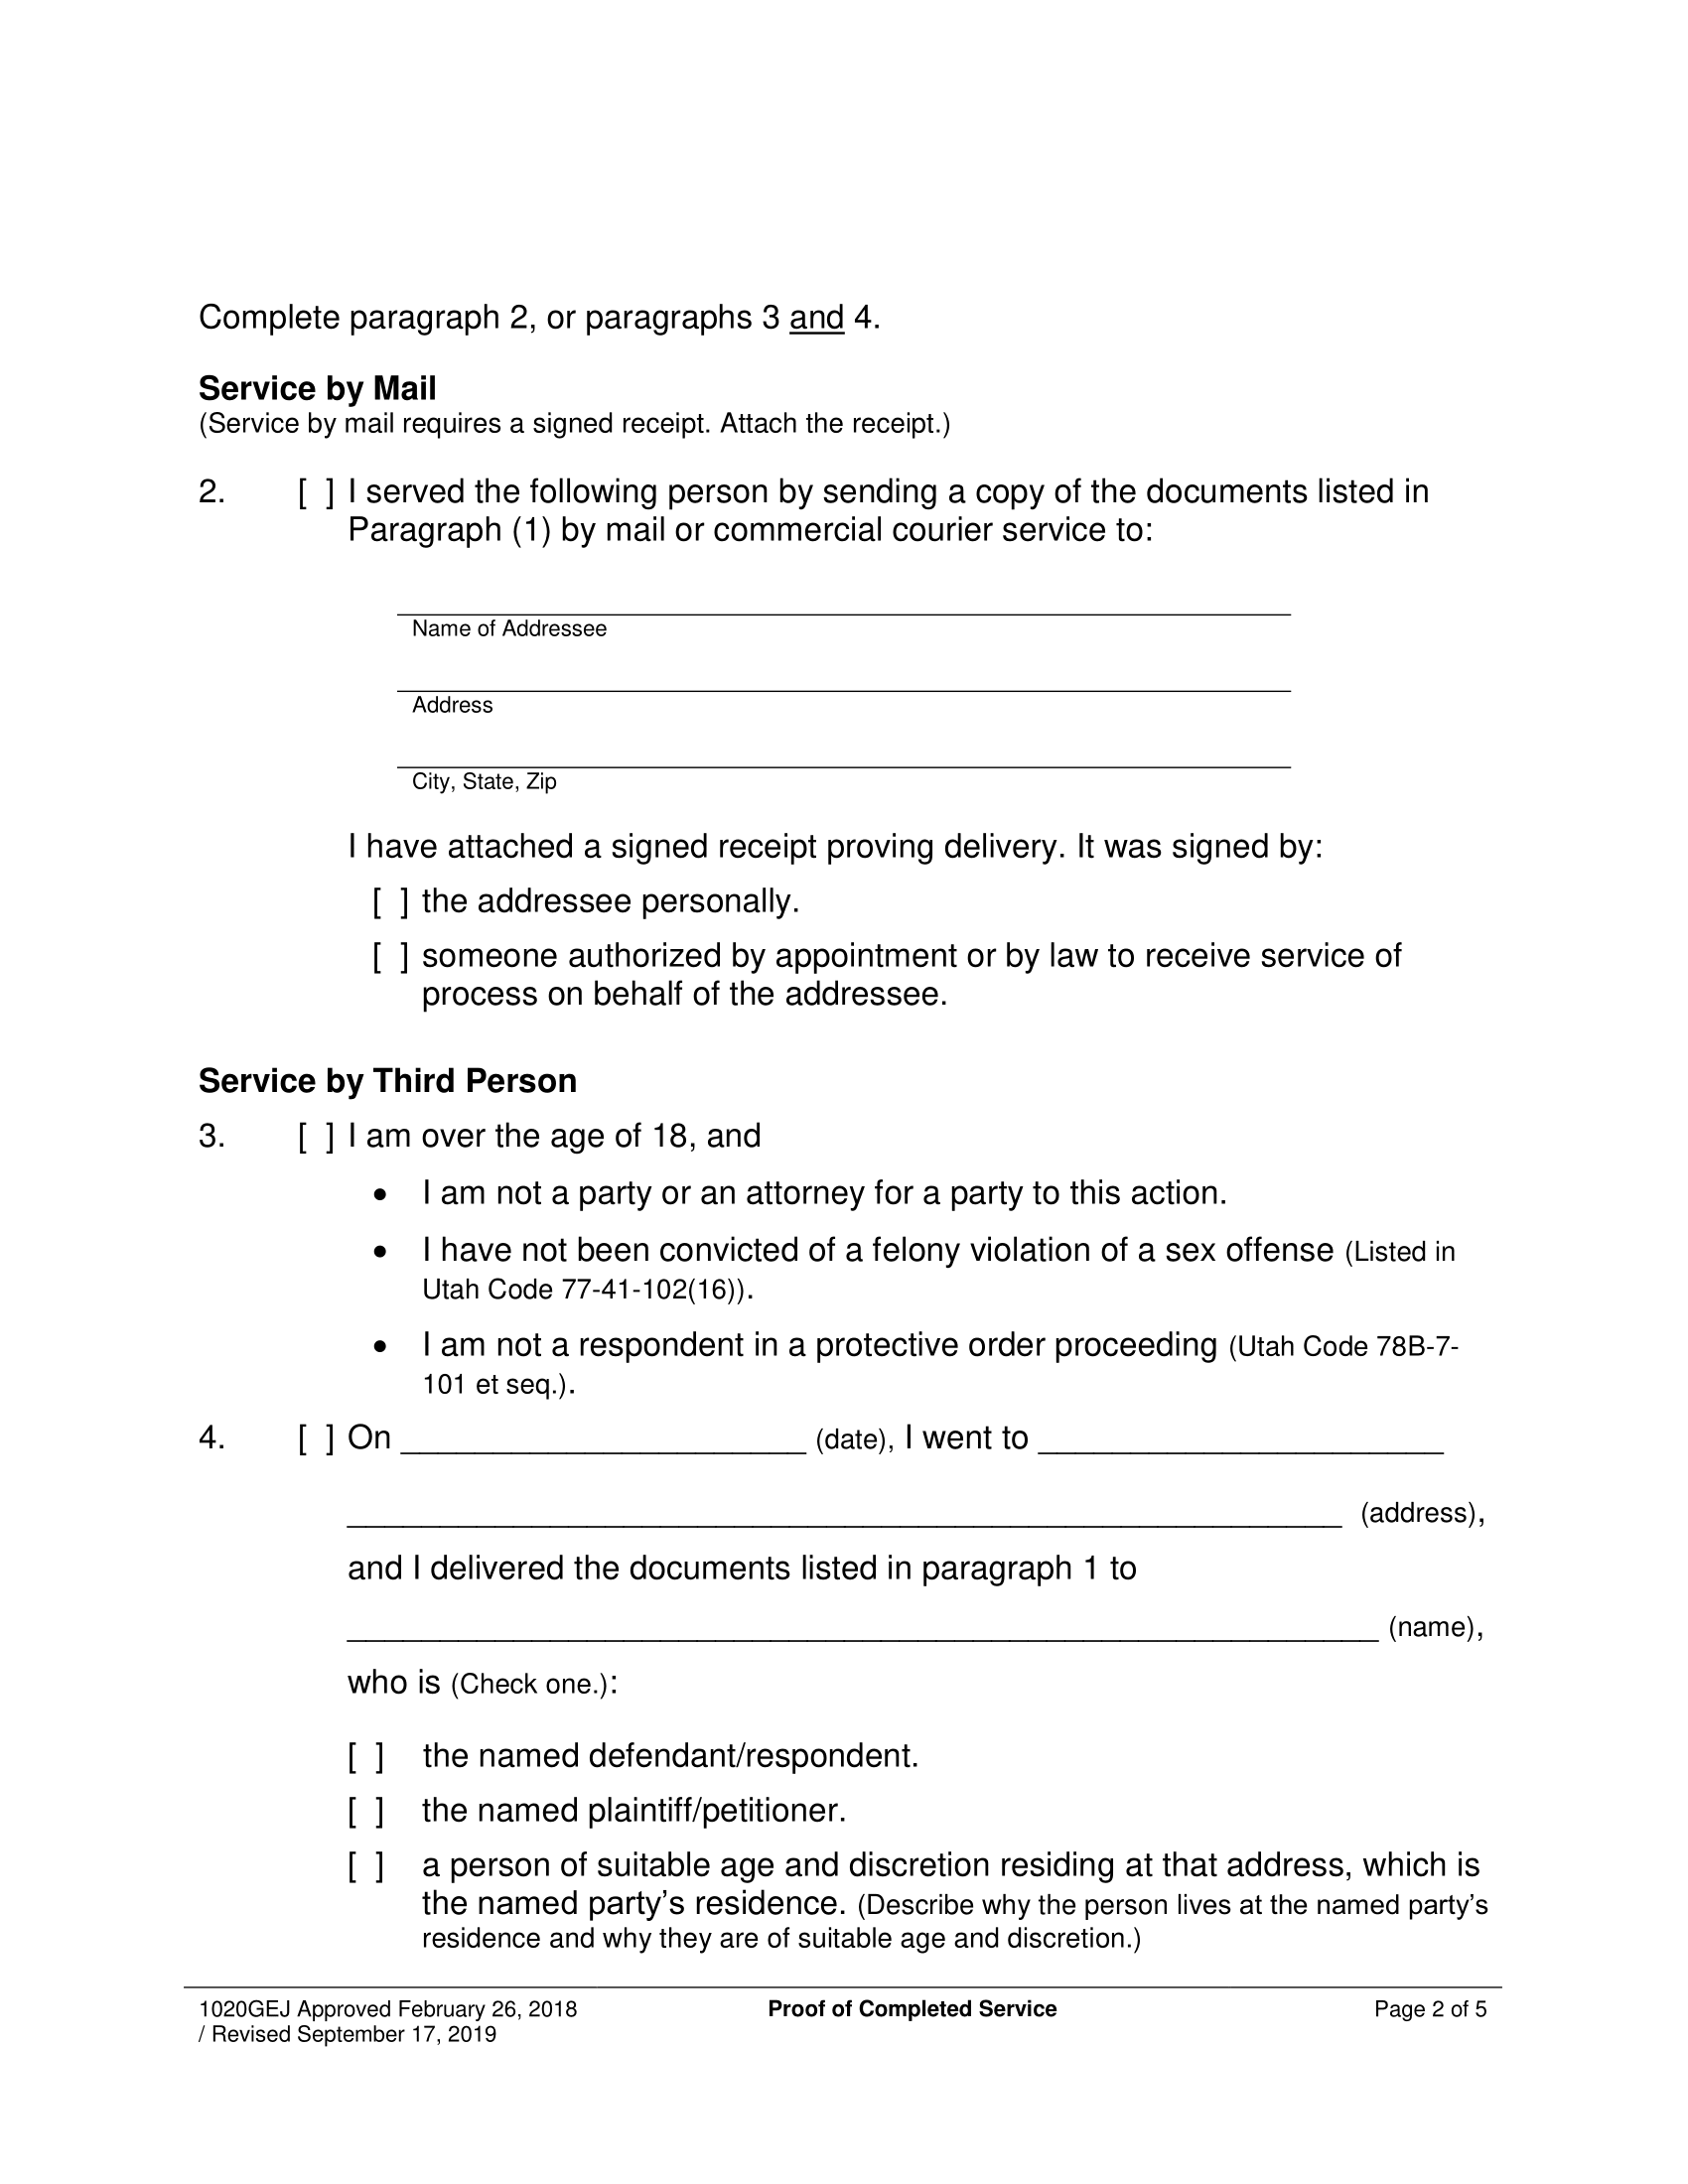 Complete paragraph 2, or paragraphs 3 and 4.
Service by Mail
(Service by mail requires a signed receipt. Attach the receipt.)
2. [ ] I served the following person by sending a copy of the documents listed in
Paragraph (1) by mail or commercial courier service to:
Name of Addressee
Address
City, State, Zip
I have attached a signed receipt proving delivery. It was signed by:
[ ] the addressee personally.
[ ] someone authorized by appointment or by law to receive service of
process on behalf of the addressee.
Service by Third Person
3. [ ] I am over the age of 18, and
• I am not a party or an attorney for a party to this action.
• I have not been convicted of a felony violation of a sex offense (Listed in
Utah Code 77-41-102(16)).
• I am not a respondent in a protective order proceeding (Utah Code 78B-7-
101 et seq.).
4. [ ] On ______________________ (date), I went to ______________________
______________________________________________________ (address),
and I delivered the documents listed in paragraph 1 to
________________________________________________________ (name),
who is (Check one.):
[ ] the named defendant/respondent.
[ ] the named plaintiff/petitioner.
[ ] a person of suitable age and discretion residing at that address, which is
the named party’s residence. (Describe why the person lives at the named party’s
residence and why they are of suitable age and discretion.)
1020GEJ Approved February 26, 2018 Proof of Completed Service Page 2 of 5
/ Revised September 17, 2019